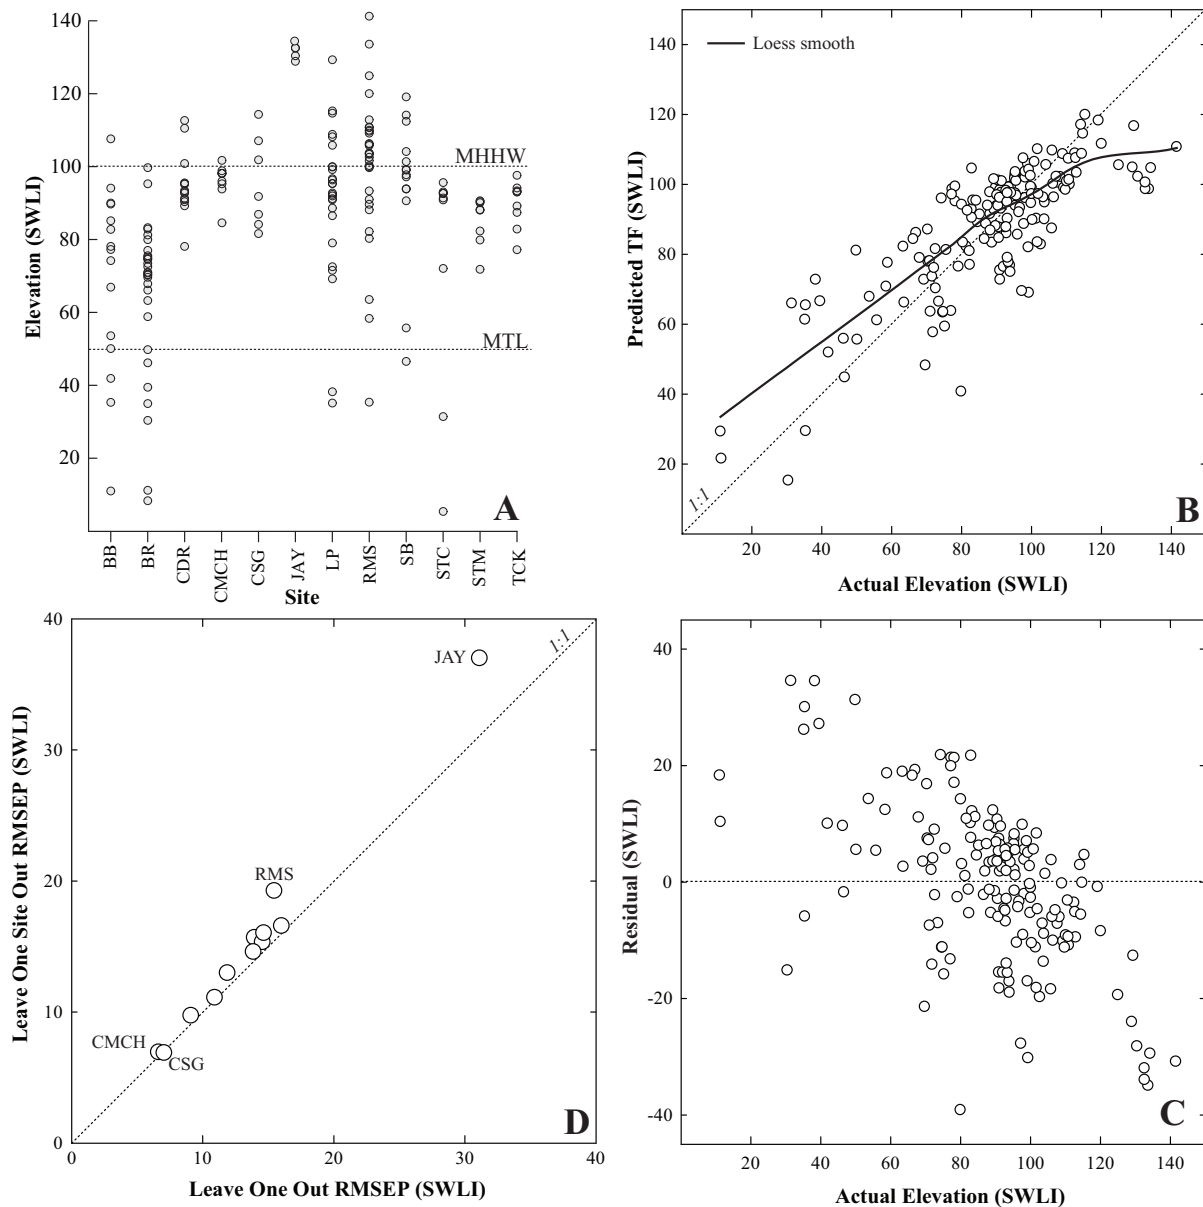 140
120
100
80
60
40
20
Elevation (SWLI)
MHHW
MTL
A
BB
BR
CDR
CMCH
CSG
JAY
LP
RMS
SB
STC
STM
TCK
Site
140
120
100
80
60
40
20
Predicted TF (SWLI)
Loess smooth
1:1
B
20
40
60
80
100
120
140
Actual Elevation (SWLI)
40
30
20
10
0
Leave One Site Out RMSEP (SWLI)
JAY
1:1
RMS
CMCH
CSG
D
0
10
20
30
40
Leave One Out RMSEP (SWLI)
40
20
0
-20
-40
Residual (SWLI)
C
20
40
60
80
100
120
140
Actual Elevation (SWLI)